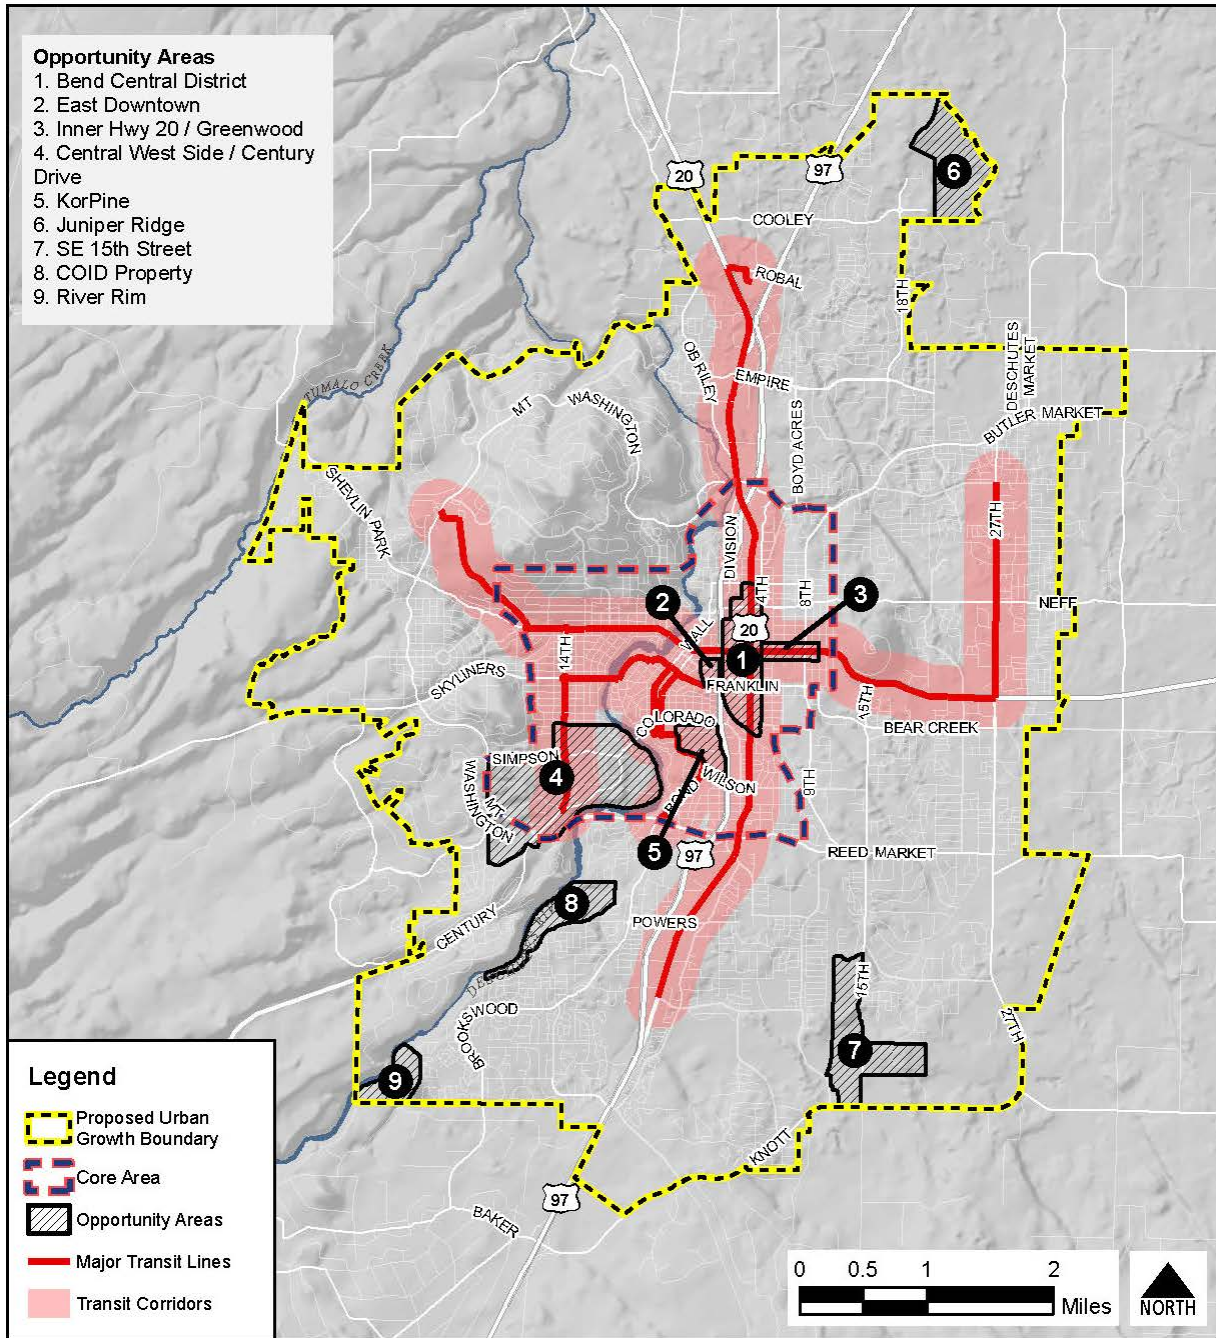 Opportunity Areas
1. Bend Central District
2. East Downtown
3. Inner Hwy 20 / Greenwood
4. Central West Side / Century
Drive
5. KorPine
6. Juniper Ridge
7. SE 15th Street
8. COID Property
9. River Rim
20
97
6
COOLEY
ROBAL
18TH
TUMALO CREEK
OB RILEY
EMPIRE
DESCHUTES
MARKET
MT
WASHINGTON
BUTLER MARKET
BOYD ACRES
SHEVLIN PARK
27TH
DIVISION
4TH
8TH
2
3
NEFF
20
WALL
14TH
1
SKYLINERS
FRANKLIN
15TH
COLORADO
BEAR CREEK
SIMPSON
4
WILSON
9TH
MT
WASHINGTON
BOND
5
97
REED MARKET
8
CENTURY
POWERS
15TH
BROOKSWOOD
27TH
7
9
KNOTT
97
BAKER
Legend
Proposed Urban
Growth Boundary
Core Area
Opportunity Areas
Major Transit Lines
Transit Corridors
0 0.5 1 2
Miles
NORTH